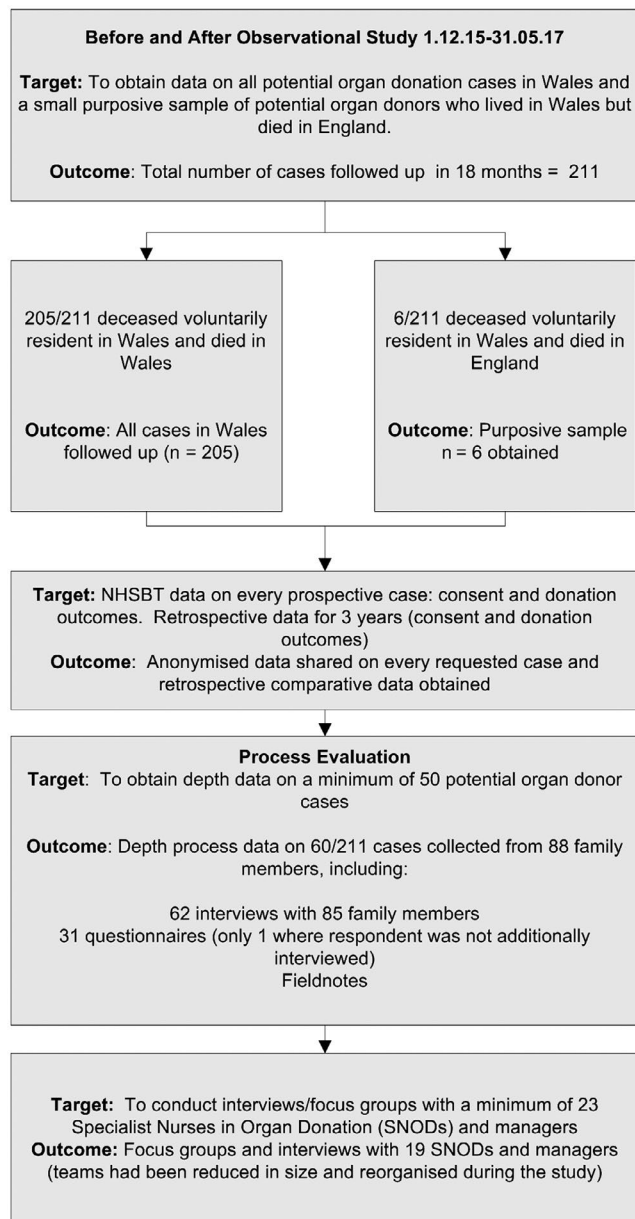 Before and After Observational Study 1.12.15-31.05.17
Target: To obtain data on all potential organ donation cases in Wales and
a small purposive sample of potential organ donors who lived in Wales but
died in England.
Outcome: Total number of cases followed up in 18 months = 211
205/211 deceased voluntarily
resident in Wales and died in
Wales
Outcome: All cases in Wales
followed up (n = 205)
6/211 deceased voluntarily
resident in Wales and died in
England
Outcome: Purposive sample
n = 6 obtained
Target: NHSBT data on every prospective case: consent and donation
outcomes. Retrospective data for 3 years (consent and donation
outcomes)
Outcome: Anonymised data shared on every requested case and
retrospective comparative data obtained
Process Evaluation
Target: To obtain depth data on a minimum of 50 potential organ donor
cases
Outcome: Depth process data on 60/211 cases collected from 88 family
members, including:
62 interviews with 85 family members
31 questionnaires (only 1 where respondent was not additionally
interviewed)
Fieldnotes
Target: To conduct interviews/focus groups with a minimum of 23
Specialist Nurses in Organ Donation (SNODs) and managers
Outcome: Focus groups and interviews with 19 SNODs and managers
(teams had been reduced in size and reorganised during the study)